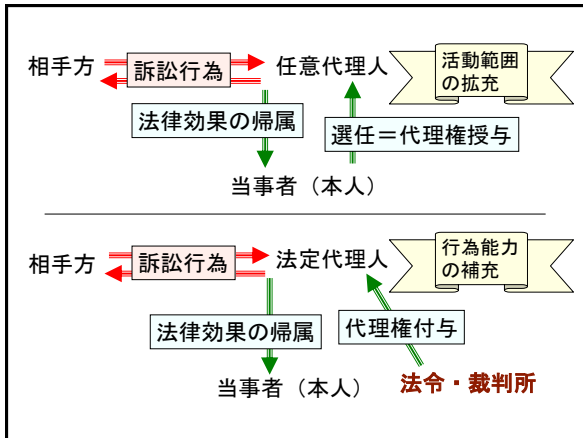 相手方
訴訟行為
任意代理人
活動範囲
の拡充
法律効果の帰属
選任＝代理権授与
当事者（本人）
相手方
訴訟行為
法定代理人
行為能力
の補充
法律効果の帰属
代理権付与
当事者（本人）
法令・裁判所